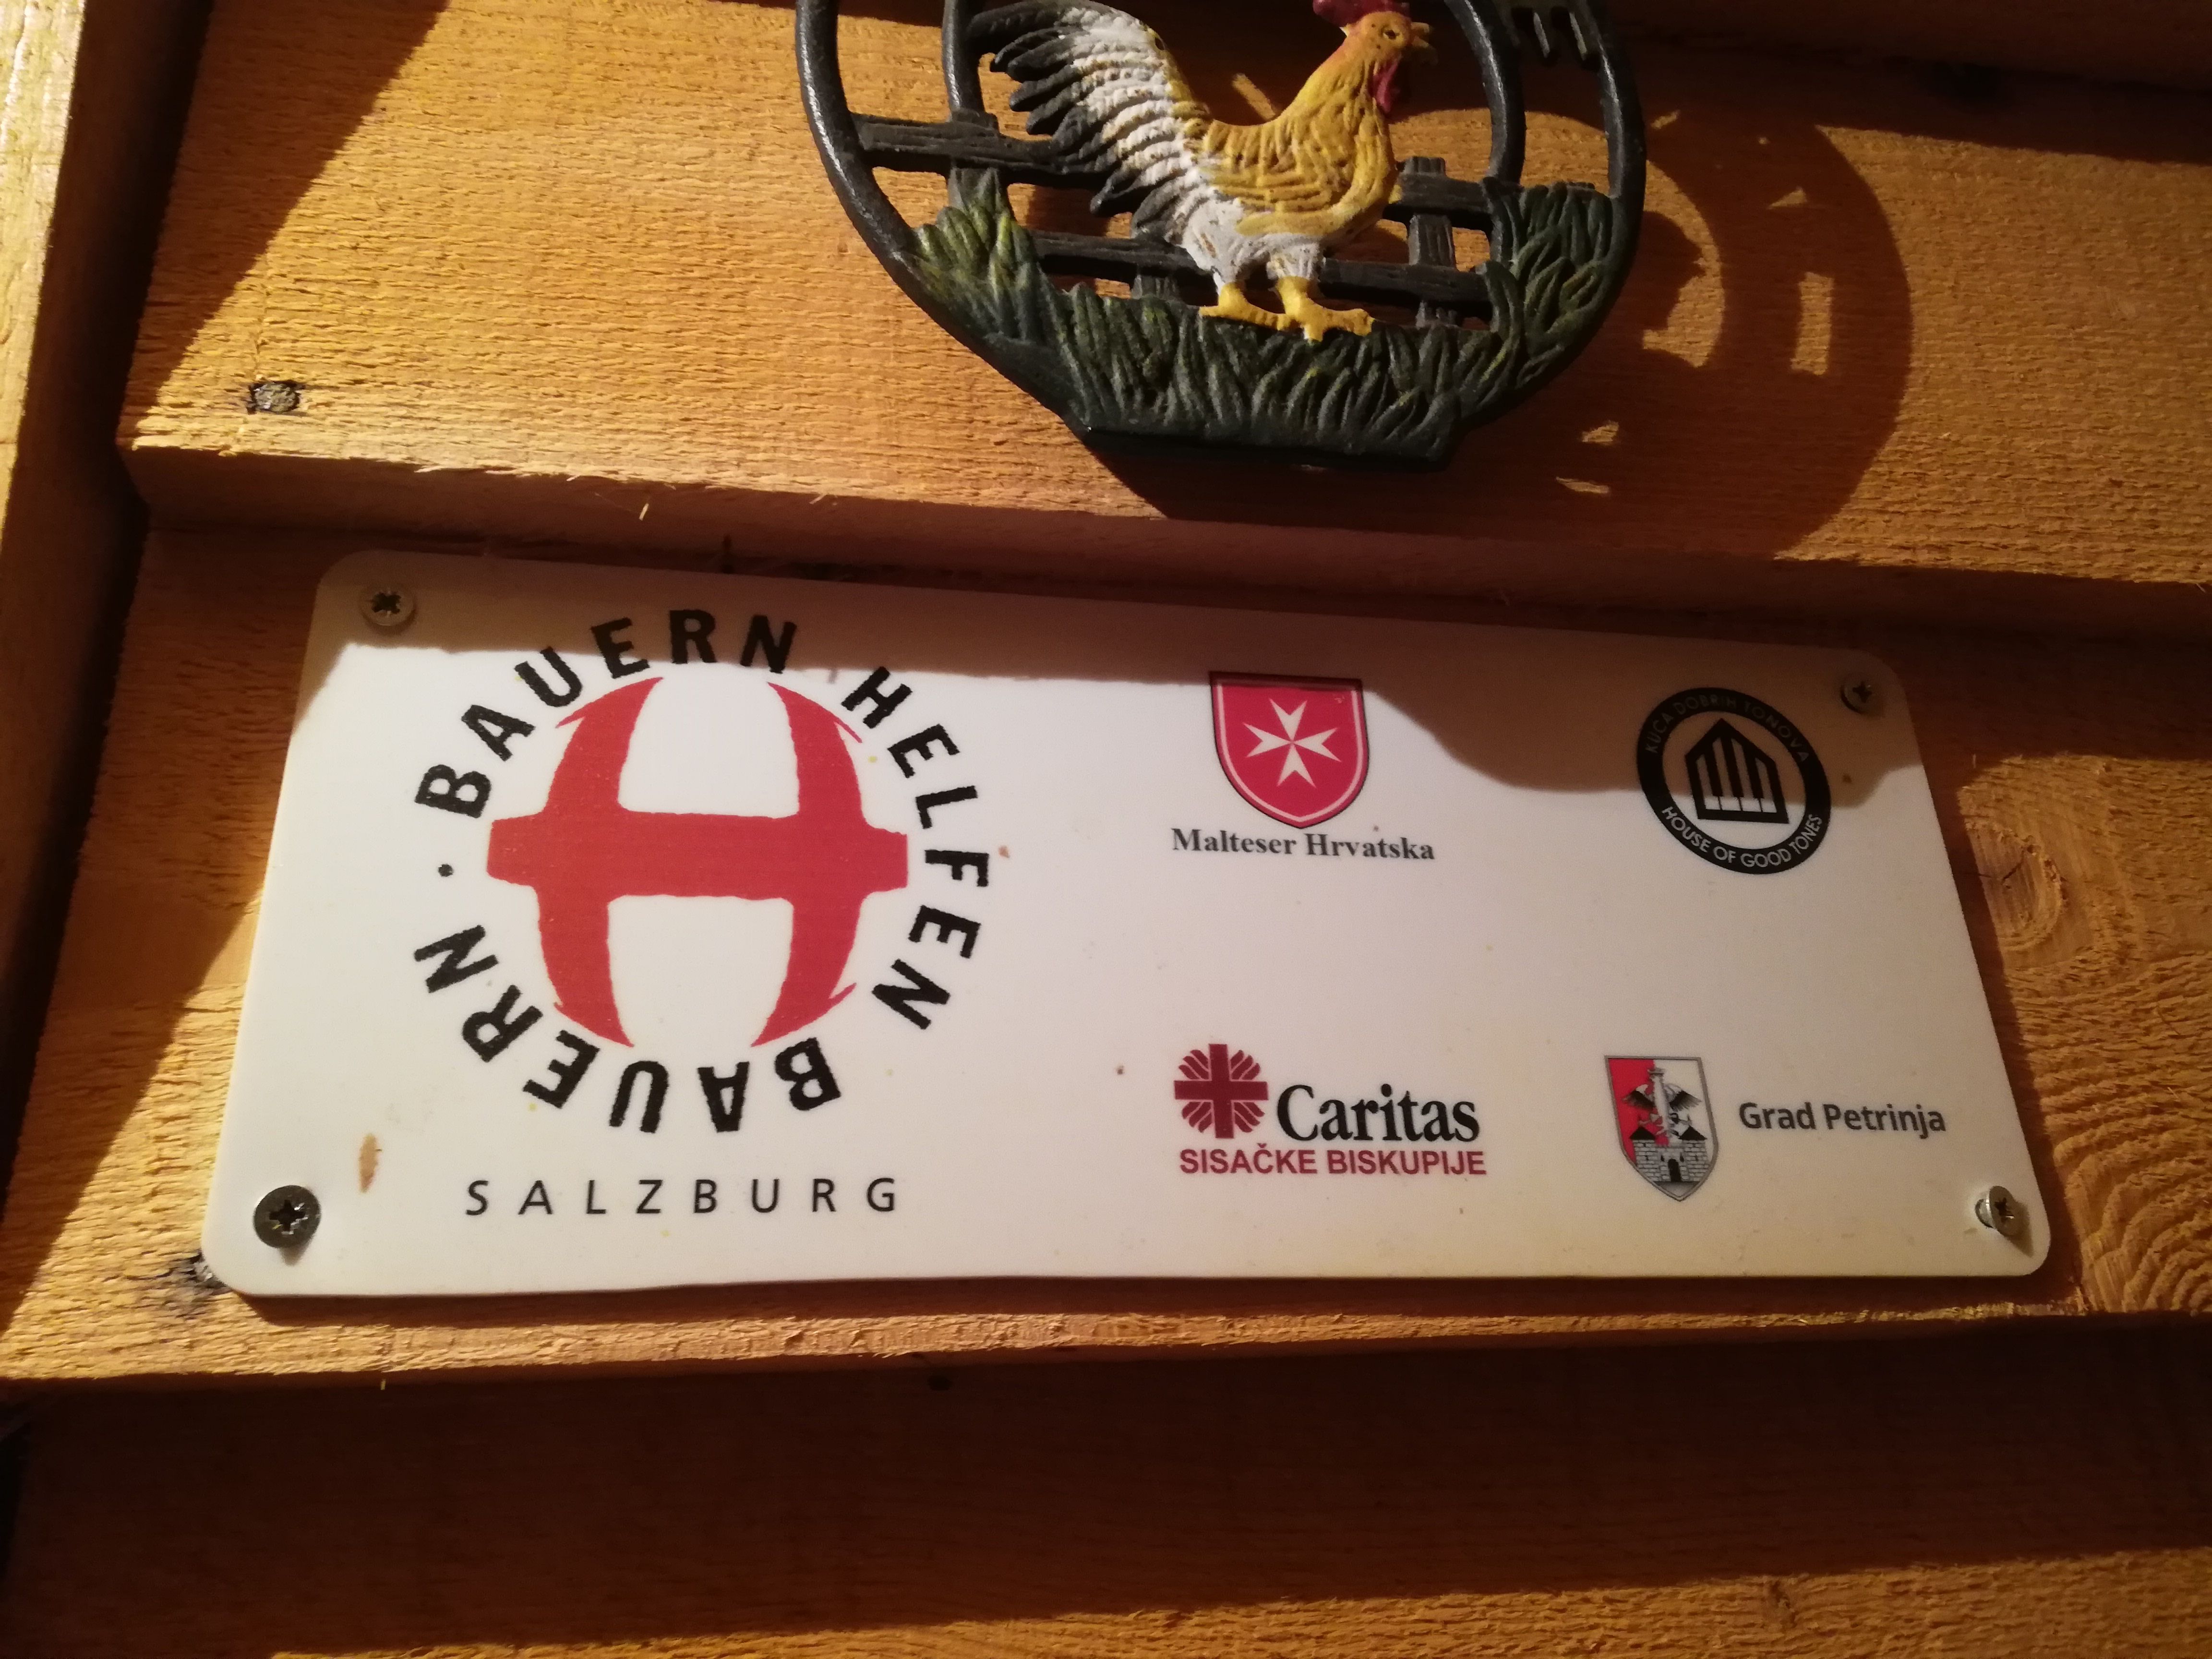 BAUERN HELFEN BAUERN ·
SALZBURG
Malteser Hrvatska
KUĆA DOBRIH TONOVA
HOUSE OF GOOD TONES
Caritas
SISAČKE BISKUPIJE
Grad Petrinja